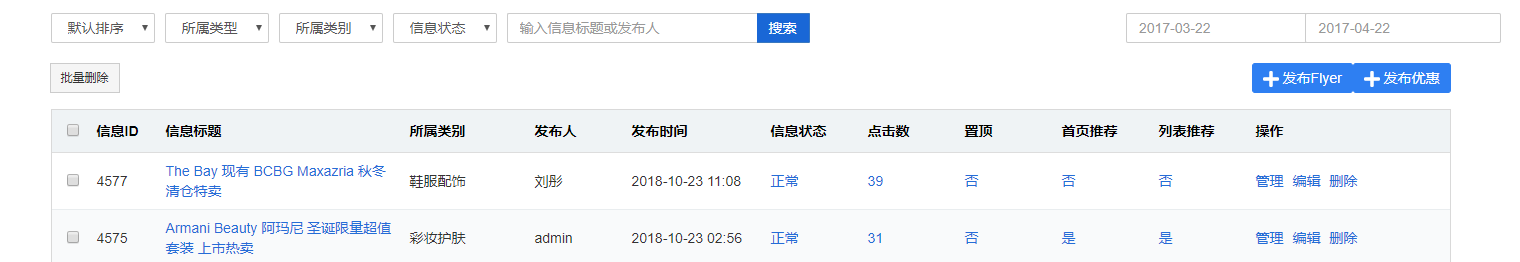 默认排序 所属类型 所属类别 信息状态 输入信息标题或发布人 搜索 2017-03-22 2017-04-22
批量删除 发布Flyer 发布优惠
信息ID 信息标题 所属类别 发布人 发布时间 信息状态 点击数 置顶 首页推荐 列表推荐 操作
The Bay 现有 BCBG Maxazria 秋冬
4577 鞋服配饰 刘彤 2018-10-23 11:08 正常 39 否 否 否 管理 编辑 删除
清仓特卖
Armani Beauty 阿玛尼 圣诞限量超值
4575 彩妆护肤 admin 2018-10-23 02:56 正常 31 否 是 是 管理 编辑 删除
套装 上市热卖